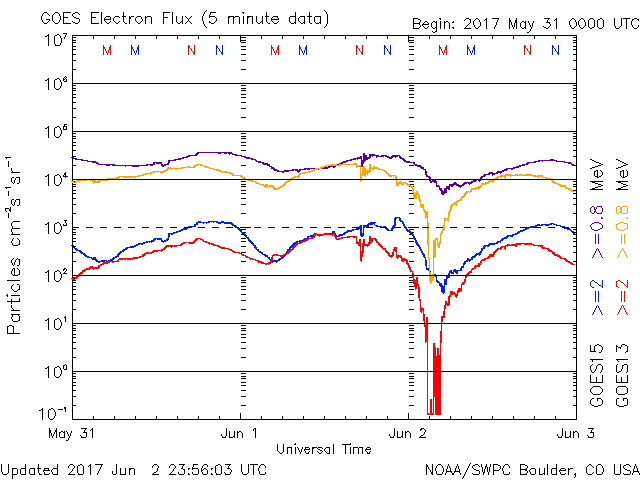 GOES Electron Flux (5 minute data)
Begin: 2017 May 31 0000 UTC
M M N N M M N N M M N N
10⁷
10⁶
10⁵
10⁴
10³
10²
10¹
10⁰
10⁻¹
Particles cm⁻²s⁻¹sr⁻¹
May 31 Jun 1 Jun 2 Jun 3
Universal Time
GOES15 >=2 >=0.8 MeV
GOES13 >=2 >=0.8 MeV
Updated 2017 Jun 2 23:56:03 UTC
NOAA/SWPC Boulder, CO USA